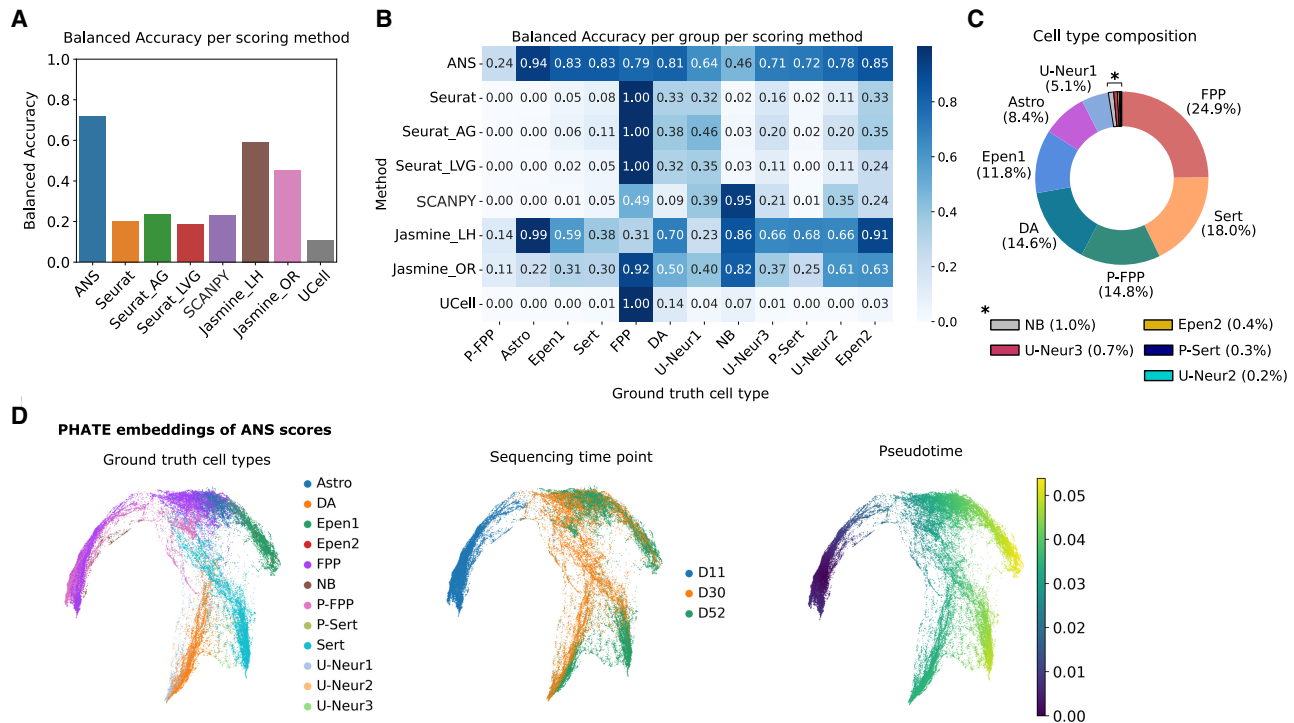 A
Balanced Accuracy per scoring method
Balanced Accuracy
1.0
0.8
0.6
0.4
0.2
0.0
ANS
Seurat
Seurat_AG
Seurat_LVG
SCANPY
Jasmine_LH
Jasmine_OR
UCell
B
Balanced Accuracy per group per scoring method
Method
ANS 0.24 0.94 0.83 0.83 0.79 0.81 0.64 0.46 0.71 0.72 0.78 0.85
Seurat 0.00 0.00 0.05 0.08 1.00 0.33 0.32 0.02 0.16 0.02 0.11 0.33
Seurat_AG 0.00 0.00 0.06 0.11 1.00 0.38 0.46 0.03 0.20 0.02 0.20 0.35
Seurat_LVG 0.00 0.00 0.02 0.05 1.00 0.32 0.35 0.03 0.11 0.00 0.11 0.24
SCANPY 0.00 0.00 0.01 0.05 0.49 0.09 0.39 0.95 0.21 0.01 0.35 0.24
Jasmine_LH 0.14 0.99 0.59 0.38 0.31 0.70 0.23 0.86 0.66 0.68 0.66 0.91
Jasmine_OR 0.11 0.22 0.31 0.30 0.92 0.50 0.40 0.82 0.37 0.25 0.61 0.63
UCell 0.00 0.00 0.00 0.01 1.00 0.14 0.04 0.07 0.01 0.00 0.00 0.03
P-FPP
Astro
Epen1
Sert
FPP
DA
U-Neur1
NB
U-Neur3
P-Sert
U-Neur2
Epen2
Ground truth cell type
0.8
0.6
0.4
0.2
0.0
C
Cell type composition
*
U-Neur1
(5.1%)
FPP
(24.9%)
Astro
(8.4%)
Epen1
(11.8%)
Sert
(18.0%)
DA
(14.6%)
P-FPP
(14.8%)
*
NB (1.0%)
Epen2 (0.4%)
U-Neur3 (0.7%)
P-Sert (0.3%)
U-Neur2 (0.2%)
D
PHATE embeddings of ANS scores
Ground truth cell types
Astro
DA
Epen1
Epen2
FPP
NB
P-FPP
P-Sert
Sert
U-Neur1
U-Neur2
U-Neur3
Sequencing time point
D11
D30
D52
Pseudotime
0.05
0.04
0.03
0.02
0.01
0.00